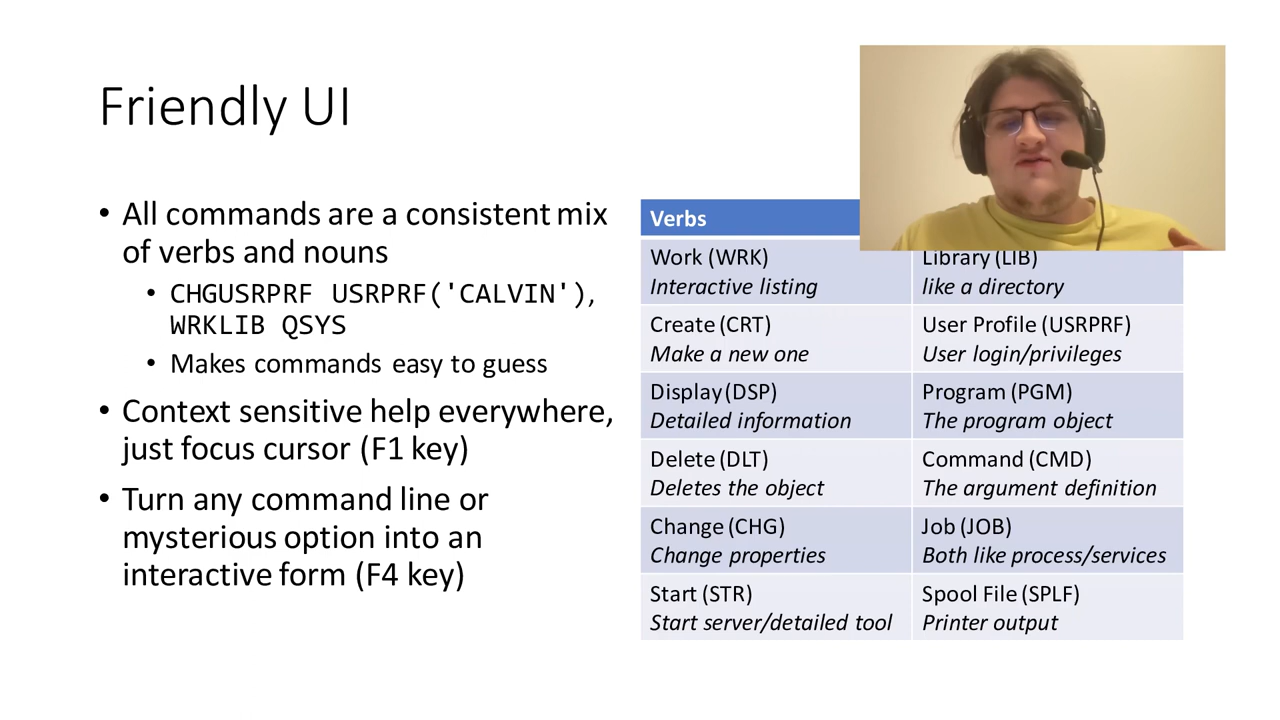 Friendly UI
• All commands are a consistent mix
of verbs and nouns
• CHGUSRPRF USRPRF('CALVIN'),
WRKLIB QSYS
• Makes commands easy to guess
• Context sensitive help everywhere,
just focus cursor (F1 key)
• Turn any command line or
mysterious option into an
interactive form (F4 key)
Verbs
Work (WRK)
Interactive listing
Library (LIB)
like a directory
Create (CRT)
Make a new one
User Profile (USRPRF)
User login/privileges
Display (DSP)
Detailed information
Program (PGM)
The program object
Delete (DLT)
Deletes the object
Command (CMD)
The argument definition
Change (CHG)
Change properties
Job (JOB)
Both like process/services
Start (STR)
Start server/detailed tool
Spool File (SPLF)
Printer output